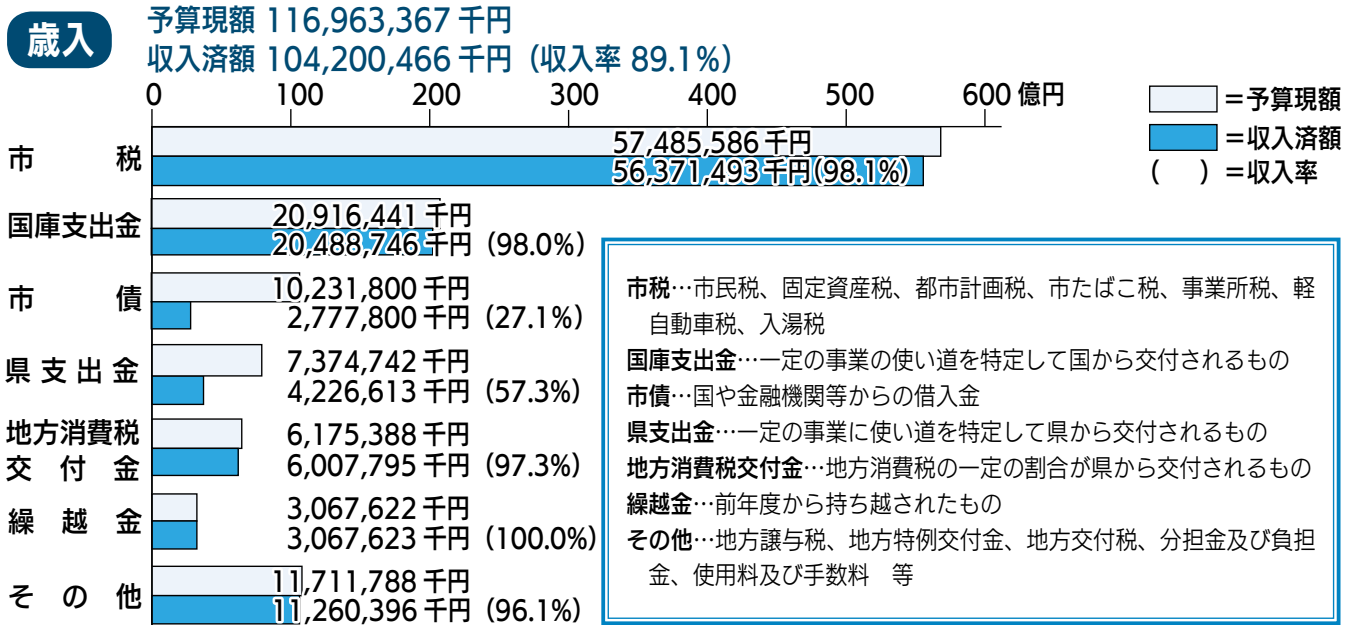 歳入
予算現額 116,963,367 千円
収入済額 104,200,466 千円（収入率 89.1%）
0 100 200 300 400 500 600 億円
＝予算現額
＝収入済額
（　）＝収入率
市税
57,485,586 千円
56,371,493 千円（98.1%）
国庫支出金
20,916,441 千円
20,488,746 千円（98.0%）
市債
10,231,800 千円
2,777,800 千円（27.1%）
県支出金
7,374,742 千円
4,226,613 千円（57.3%）
地方消費税
交付金
6,175,388 千円
6,007,795 千円（97.3%）
繰越金
3,067,622 千円
3,067,623 千円（100.0%）
その他
11,711,788 千円
11,260,396 千円（96.1%）
市税…市民税、固定資産税、都市計画税、市たばこ税、事業所税、軽
自動車税、入湯税
国庫支出金…一定の事業の使い道を特定して国から交付されるもの
市債…国や金融機関等からの借入金
県支出金…一定の事業に使い道を特定して県から交付されるもの
地方消費税交付金…地方消費税の一定の割合が県から交付されるもの
繰越金…前年度から持ち越されたもの
その他…地方譲与税、地方特例交付金、地方交付税、分担金及び負担
金、使用料及び手数料　等